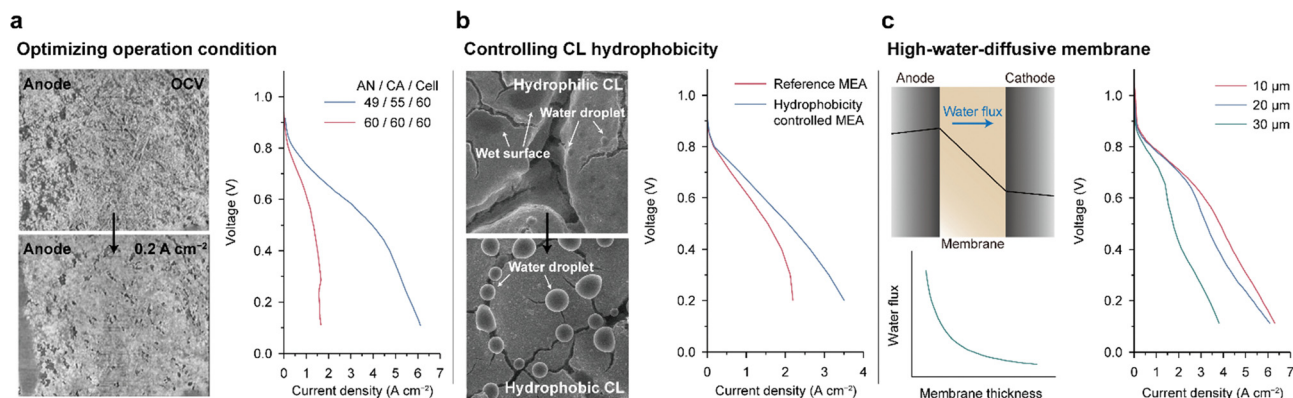 a
Optimizing operation condition
Anode OCV
Anode 0.2 A cm⁻²
AN / CA / Cell
49 / 55 / 60
60 / 60 / 60
Voltage (V)
1.0
0.8
0.6
0.4
0.2
0.0
0 1 2 3 4 5 6 7
Current density (A cm⁻²)
b
Controlling CL hydrophobicity
Hydrophilic CL
Water droplet
Wet surface
Water droplet
Hydrophobic CL
Reference MEA
Hydrophobicity
controlled MEA
Voltage (V)
1.0
0.8
0.6
0.4
0.2
0.0
0 1 2 3 4
Current density (A cm⁻²)
c
High-water-diffusive membrane
Anode Cathode
Water flux
Membrane
Water flux
Membrane thickness
10 μm
20 μm
30 μm
Voltage (V)
1.0
0.8
0.6
0.4
0.2
0.0
0 1 2 3 4 5 6 7
Current density (A cm⁻²)